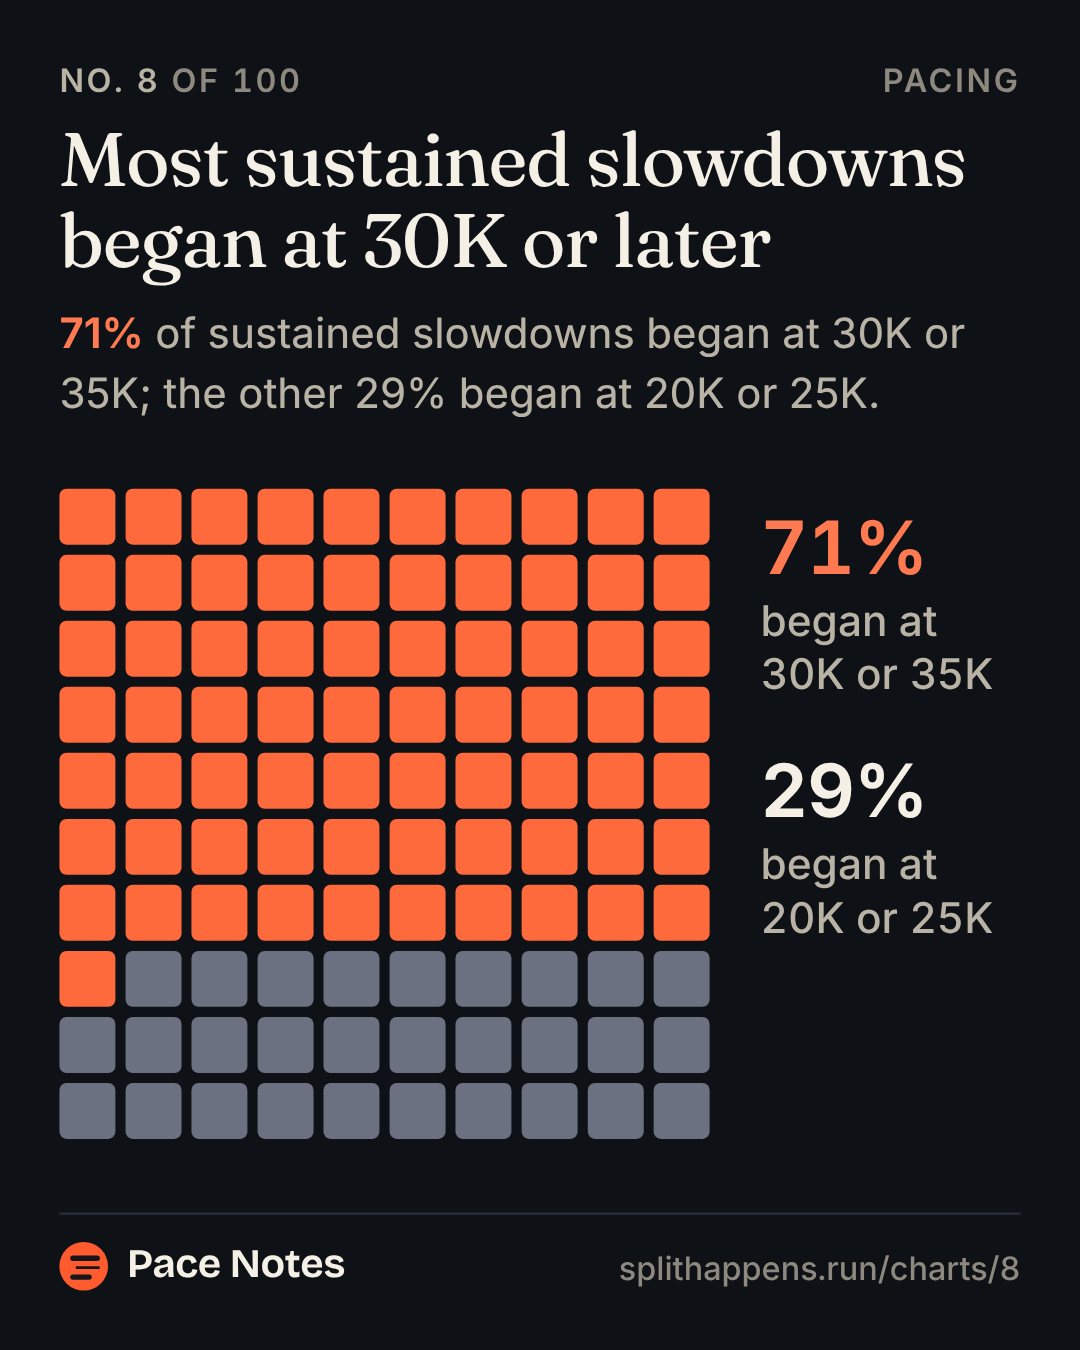 NO. 8 OF 100
PACING
Most sustained slowdowns
began at 30K or later
71% of sustained slowdowns began at 30K or
35K; the other 29% began at 20K or 25K.
71%
began at
30K or 35K
29%
began at
20K or 25K
Pace Notes
splithappens.run/charts/8